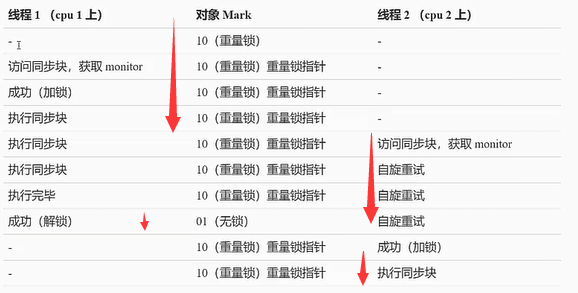 线程 1 （cpu 1 上） 对象 Mark 线程 2 （cpu 2 上）
- 10（重量锁） -
访问同步块，获取 monitor 10（重量锁）重量锁指针 -
成功（加锁） 10（重量锁）重量锁指针 -
执行同步块 10（重量锁）重量锁指针 -
执行同步块 10（重量锁）重量锁指针 访问同步块，获取 monitor
执行同步块 10（重量锁）重量锁指针 自旋重试
执行完毕 10（重量锁）重量锁指针 自旋重试
成功（解锁） 01（无锁） 自旋重试
- 10（重量锁）重量锁指针 成功（加锁）
- 10（重量锁）重量锁指针 执行同步块